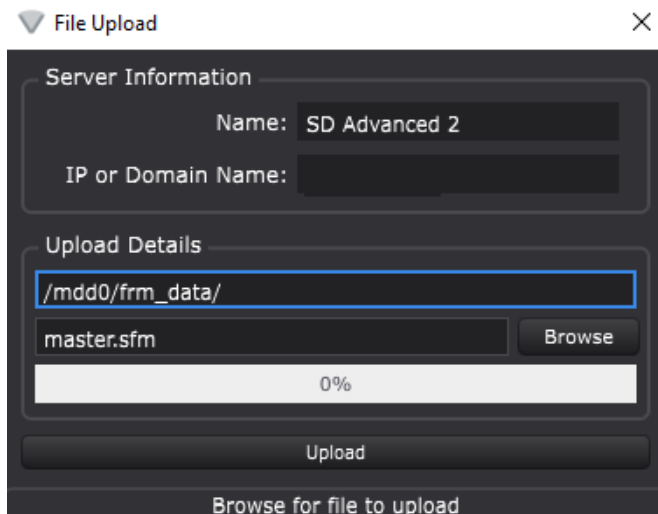 File Upload
Server Information
Name: SD Advanced 2
IP or Domain Name:
Upload Details
/mdd0/frm_data/
master.sfm Browse
0%
Upload
Browse for file to upload